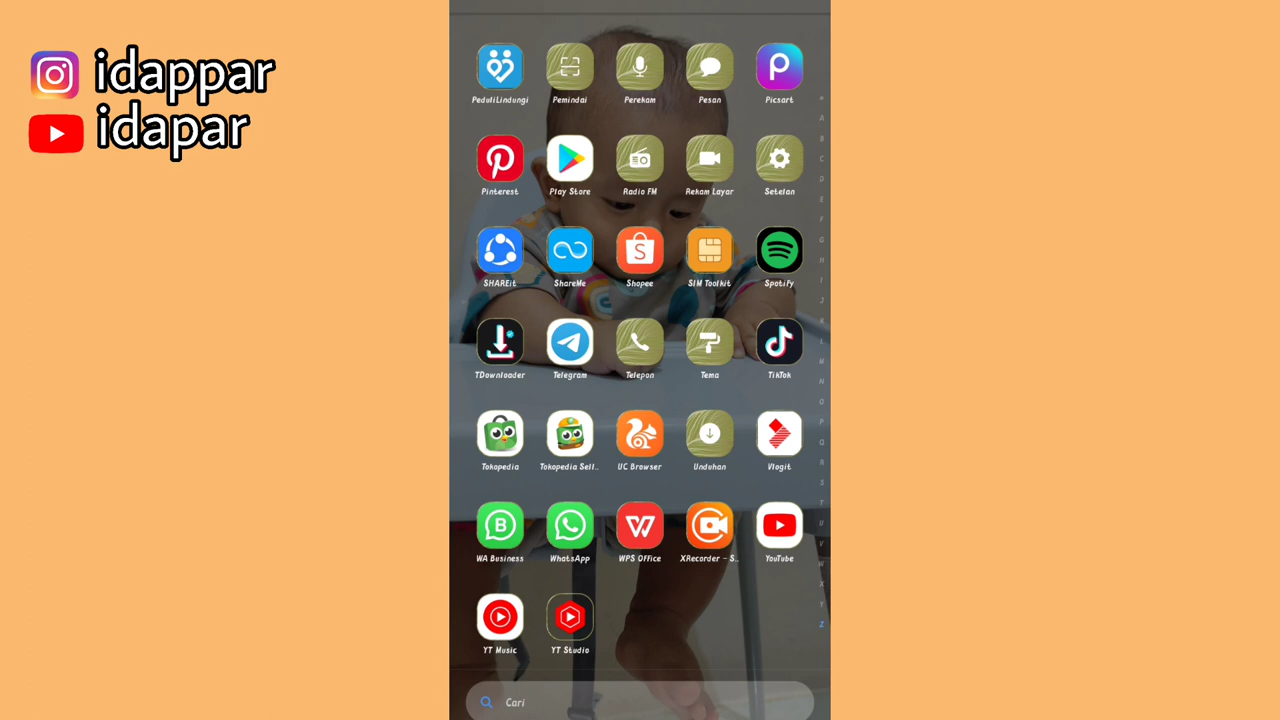 idappar
idapar
PeduliLindungi Pemindai Perekam Pesan Picsart
Pinterest Play Store Radio FM Rekam Layar Setelan
SHAREit ShareMe Shopee SIM Toolkit Spotify
TDownloader Telegram Telepon Tema TikTok
Tokopedia Tokopedia Sell.. UC Browser Unduhan Vlogit
WA Business WhatsApp WPS Office XRecorder - S.. YouTube
YT Music YT Studio
Cari